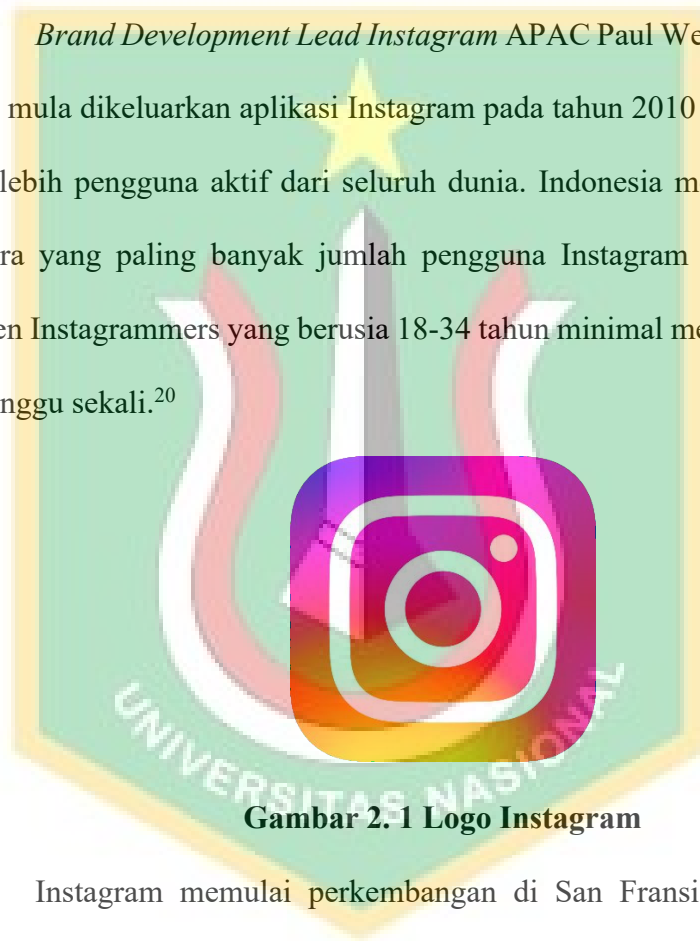 Brand Development Lead Instagram APAC Paul We
mula dikeluarkan aplikasi Instagram pada tahun 2010
lebih pengguna aktif dari seluruh dunia. Indonesia m
ra yang paling banyak jumlah pengguna Instagram
en Instagrammers yang berusia 18-34 tahun minimal me
nggu sekali.20
UNIVERSITAS NASIONAL
Gambar 2. 1 Logo Instagram
Instagram memulai perkembangan di San Fransi